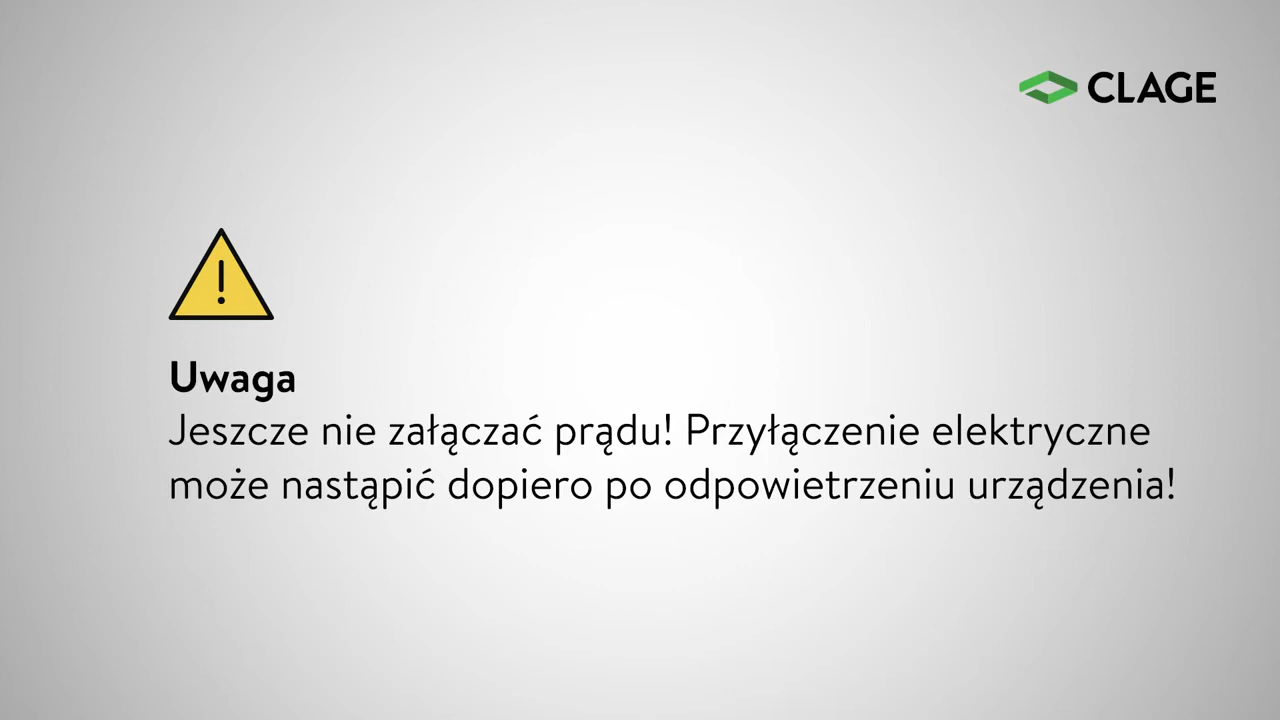 CLAGE
Uwaga
Jeszcze nie załączać prądu! Przyłączenie elektryczne
może nastąpić dopiero po odpowietrzeniu urządzenia!